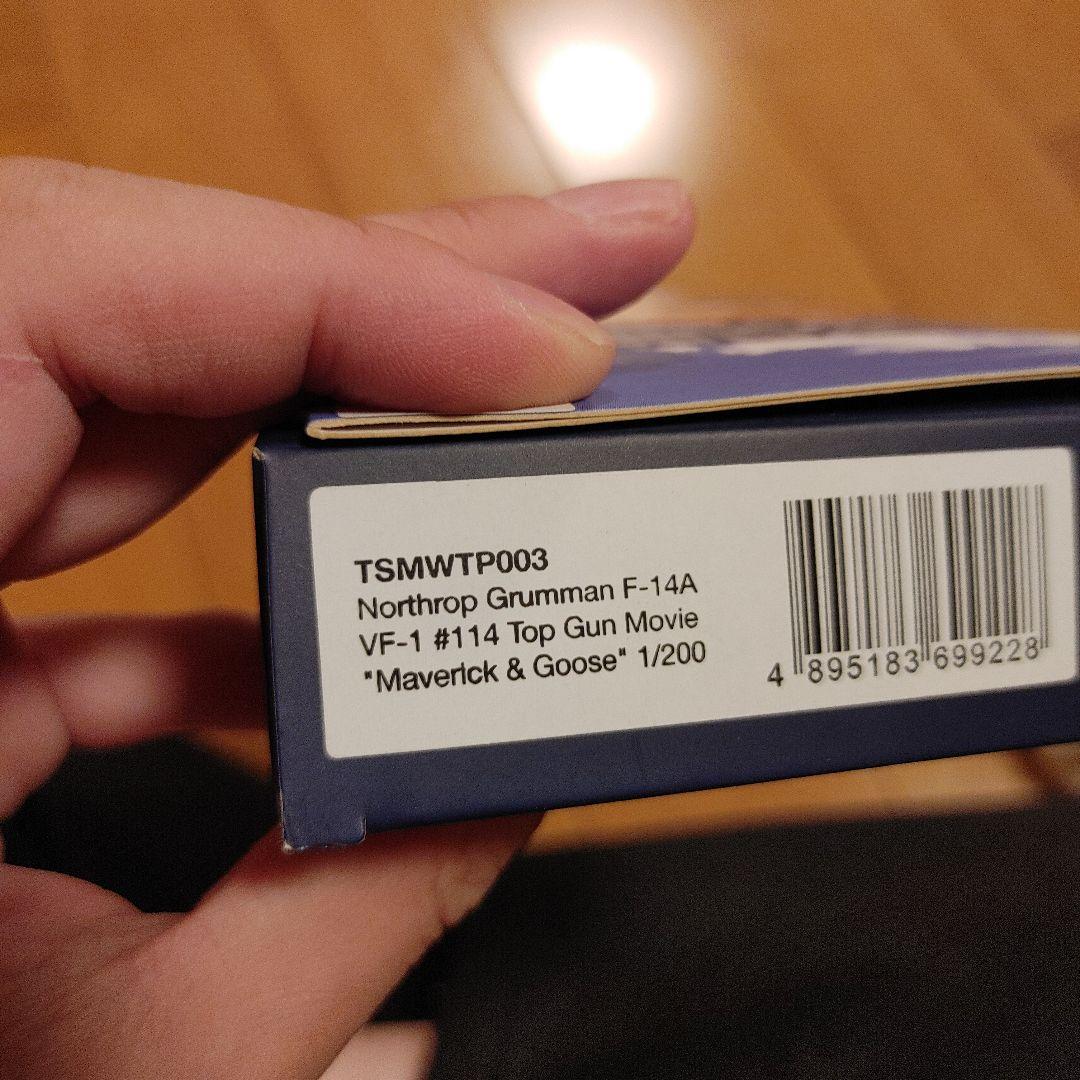 TSMWTP003
Northrop Grumman F-14A
VF-1 #114 Top Gun Movie
"Maverick & Goose" 1/200
4 895183 699228